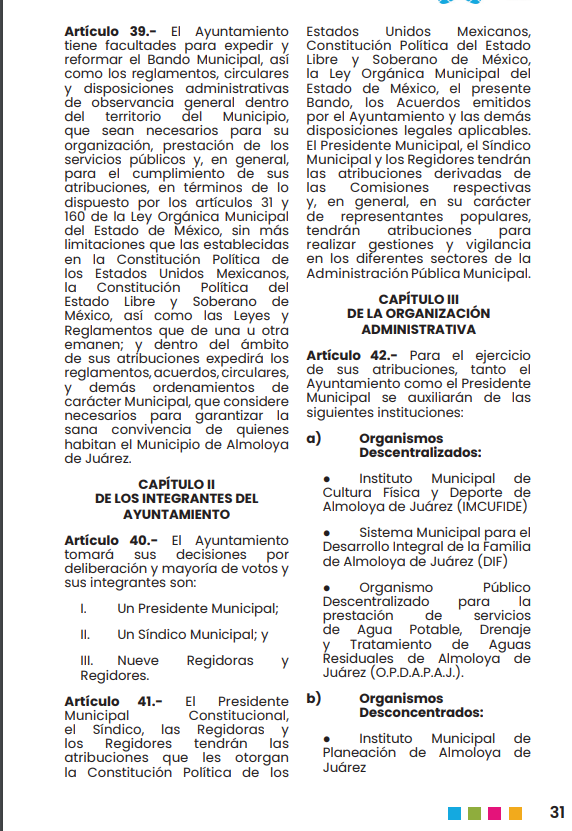 Artículo 39.- El Ayuntamiento
tiene facultades para expedir y
reformar el Bando Municipal, así
como los reglamentos, circulares
y disposiciones administrativas
de observancia general dentro
del territorio del Municipio,
que sean necesarios para su
organización, prestación de los
servicios públicos y, en general,
para el cumplimiento de sus
atribuciones, en términos de lo
dispuesto por los artículos 31 y
160 de la Ley Orgánica Municipal
del Estado de México, sin más
limitaciones que las establecidas
en la Constitución Política de
los Estados Unidos Mexicanos,
la Constitución Política del
Estado Libre y Soberano de
México, así como las Leyes y
Reglamentos que de una u otra
emanen; y dentro del ámbito
de sus atribuciones expedirá los
reglamentos, acuerdos, circulares,
y demás ordenamientos de
carácter Municipal, que considere
necesarios para garantizar la
sana convivencia de quienes
habitan el Municipio de Almoloya
de Juárez.
CAPÍTULO II
DE LOS INTEGRANTES DEL
AYUNTAMIENTO
Artículo 40.- El Ayuntamiento
tomará sus decisiones por
deliberación y mayoría de votos y
sus integrantes son:
I. Un Presidente Municipal;
II. Un Síndico Municipal; y
III. Nueve Regidoras y
Regidores.
Artículo 41.- El Presidente
Municipal Constitucional,
el Síndico, las Regidoras y
los Regidores tendrán las
atribuciones que les otorgan
la Constitución Política de los
Estados Unidos Mexicanos,
Constitución Política del Estado
Libre y Soberano de México,
la Ley Orgánica Municipal del
Estado de México, el presente
Bando, los Acuerdos emitidos
por el Ayuntamiento y las demás
disposiciones legales aplicables.
El Presidente Municipal, el Síndico
Municipal y los Regidores tendrán
las atribuciones derivadas de
las Comisiones respectivas
y, en general, en su carácter
de representantes populares,
tendrán atribuciones para
realizar gestiones y vigilancia
en los diferentes sectores de la
Administración Pública Municipal.
CAPÍTULO III
DE LA ORGANIZACIÓN
ADMINISTRATIVA
Artículo 42.- Para el ejercicio
de sus atribuciones, tanto el
Ayuntamiento como el Presidente
Municipal se auxiliarán de las
siguientes instituciones:
a) Organismos
Descentralizados:
● Instituto Municipal de
Cultura Física y Deporte de
Almoloya de Juárez (IMCUFIDE)
● Sistema Municipal para el
Desarrollo Integral de la Familia
de Almoloya de Juárez (DIF)
● Organismo Público
Descentralizado para la
prestación de servicios
de Agua Potable, Drenaje
y Tratamiento de Aguas
Residuales de Almoloya de
Juárez (O.P.D.A.P.A.J.).
b) Organismos
Desconcentrados:
● Instituto Municipal de
Planeación de Almoloya de
Juárez
31